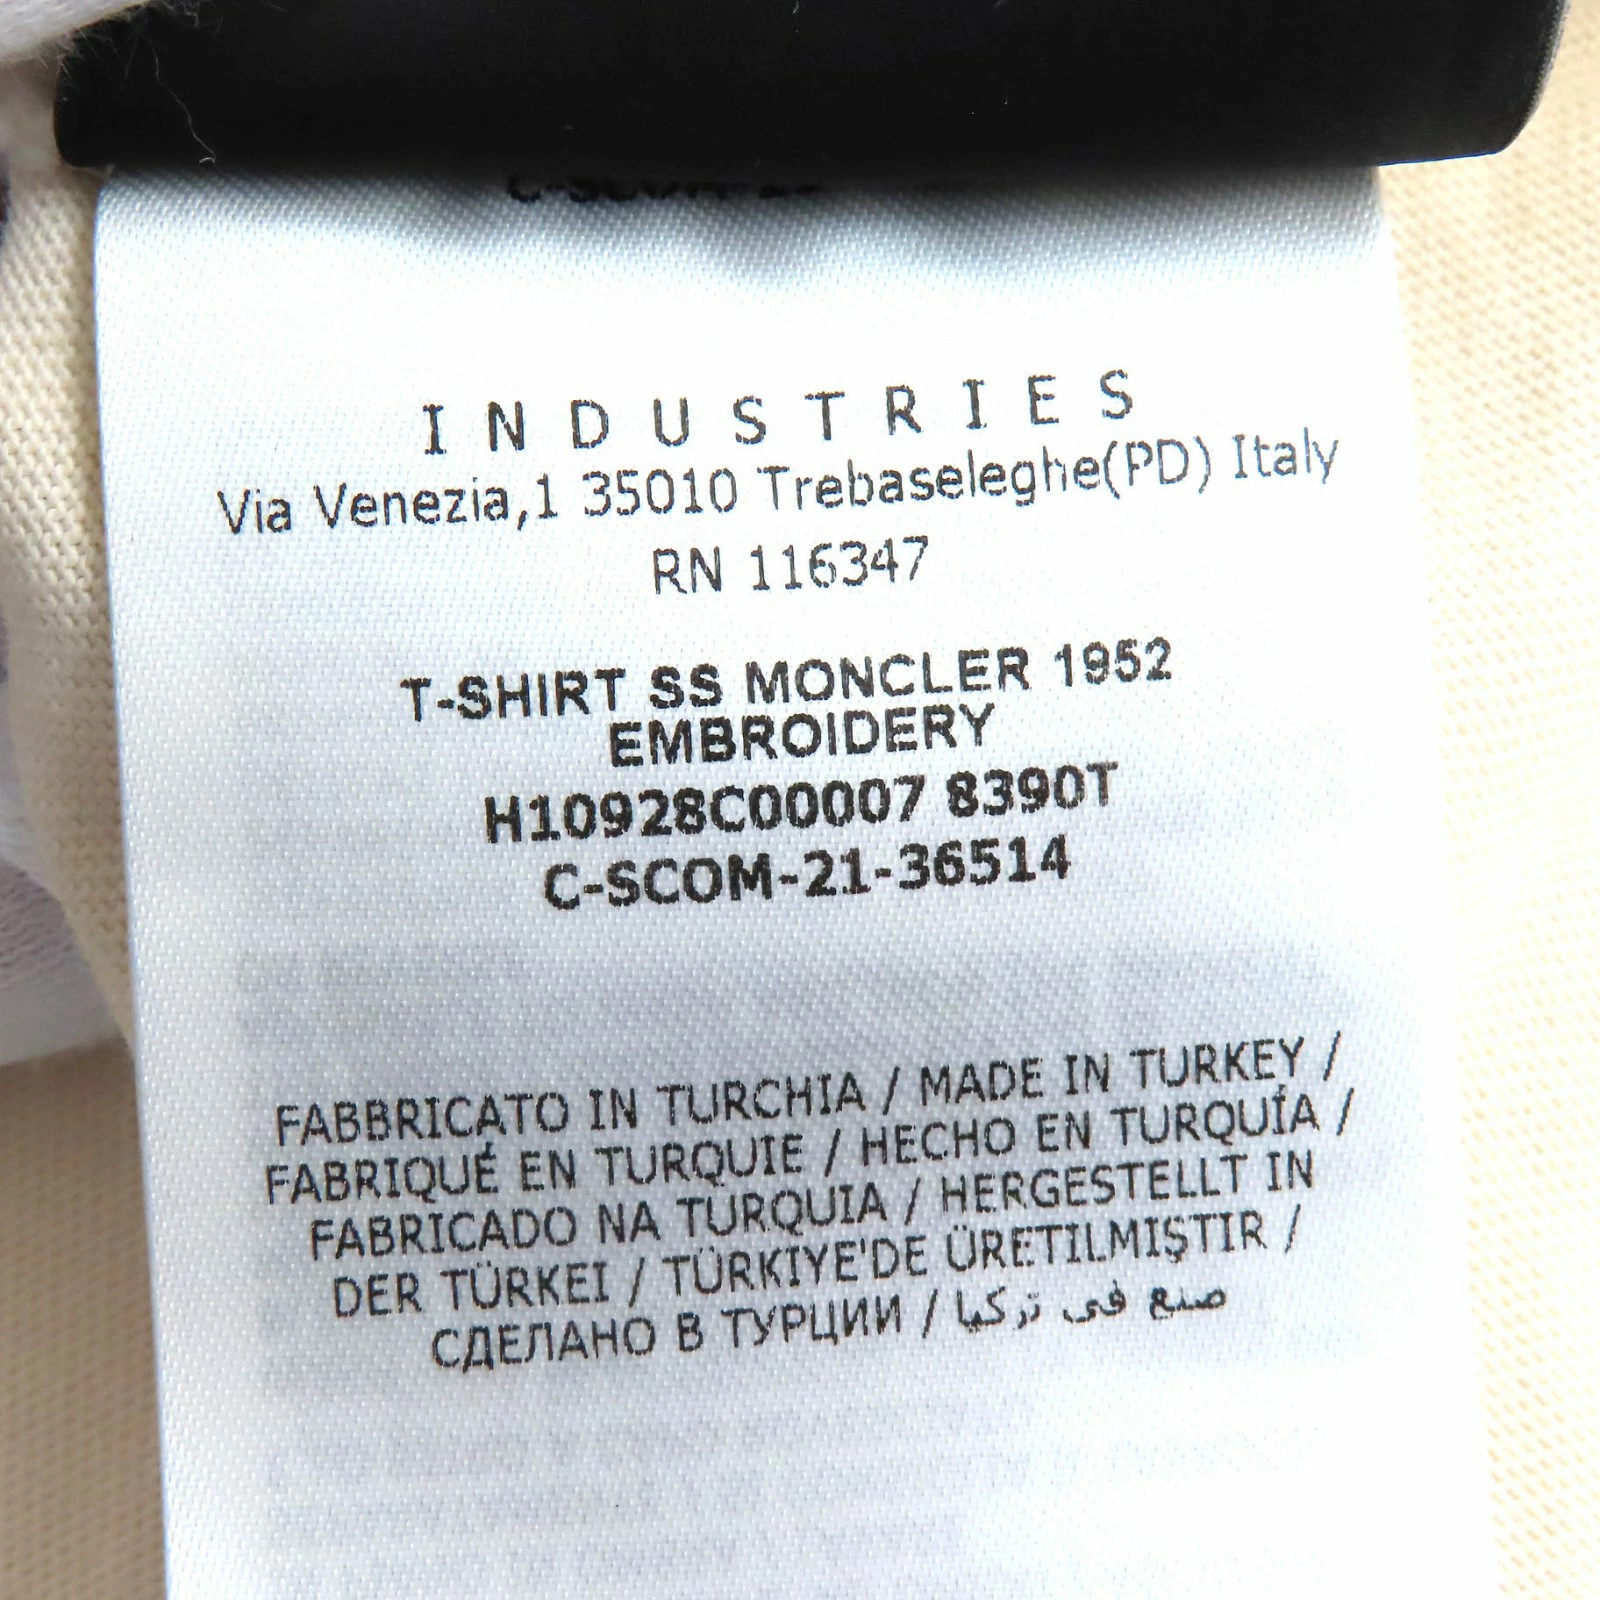 INDUSTRIES
Via Venezia,1 35010 Trebaseleghe(PD) Italy
RN 116347
T-SHIRT SS MONCLER 1952
EMBROIDERY
H10928C00007 8390T
C-SCOM-21-36514
FABBRICATO IN TURCHIA / MADE IN TURKEY /
FABRIQUÉ EN TURQUIE / HECHO EN TURQUÍA /
FABRICADO NA TURQUIA / HERGESTELLT IN
DER TÜRKEI / TÜRKIYE'DE ÜRETILMIŞTIR /
СДЕЛАНО В ТУРЦИИ / صنع في تركيا